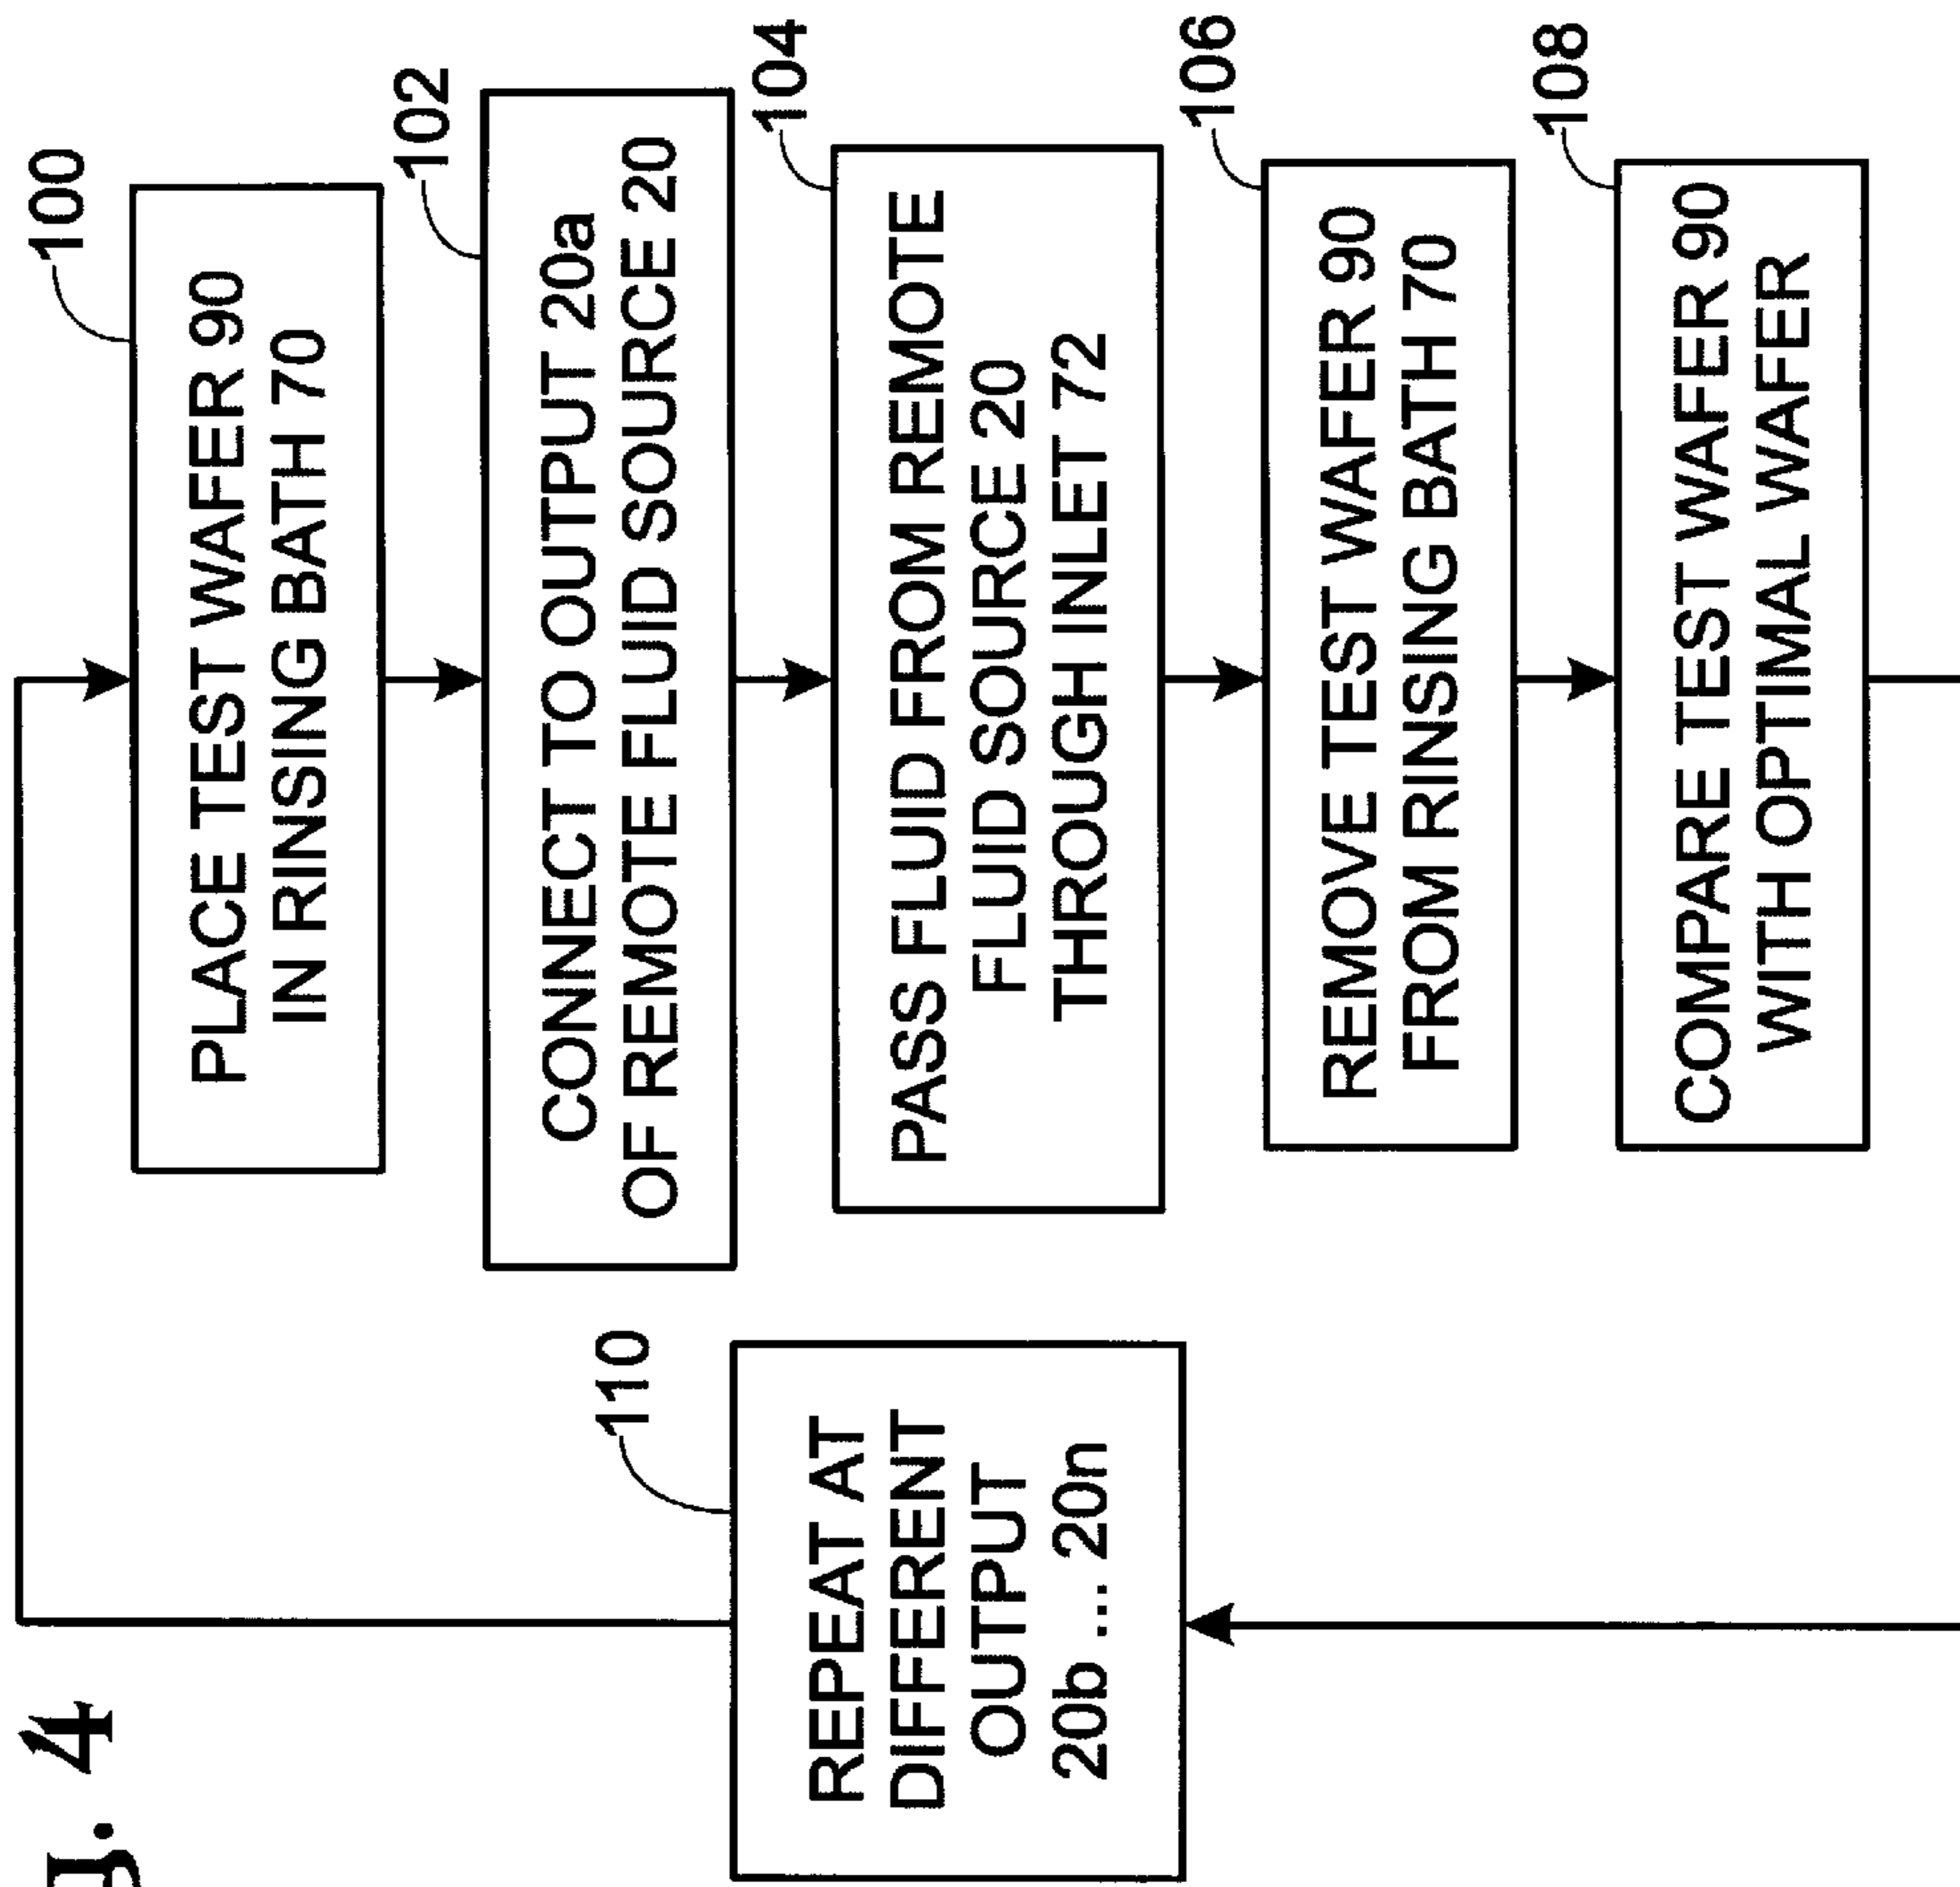 g. 4
100
PLACE TEST WAFER 90
IN RINSING BATH 70
102
CONNECT TO OUTPUT 20a
OF REMOTE FLUID SOURCE 20
104
PASS FLUID FROM REMOTE
FLUID SOURCE 20
THROUGH INLET 72
106
REMOVE TEST WAFER 90
FROM RINSING BATH 70
108
COMPARE TEST WAFER 90
WITH OPTIMAL WAFER
110
REPEAT AT
DIFFERENT
OUTPUT
20b ... 20n